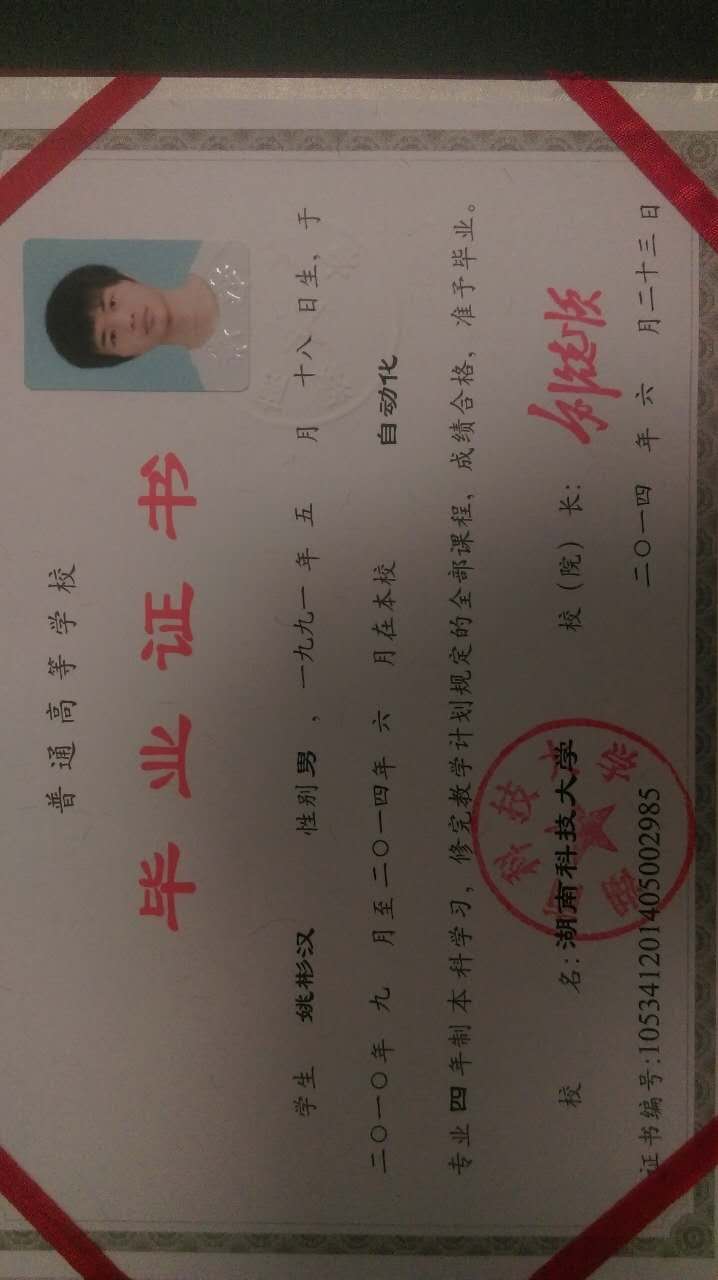 普通高等学校
毕业证书
学生 姚彬汉 性别 男 ，一九九一年 五 月 十八 日生，于
二〇一〇年 九 月至二〇一四年 六 月在本校 自动化
专业 四 年制 本 科学习，修完教学计划规定的全部课程，成绩合格，准予毕业。
校 名：湖南科技大学 校（院）长：
二〇一四 年 六 月二十三日
证书编号：105341201405002985